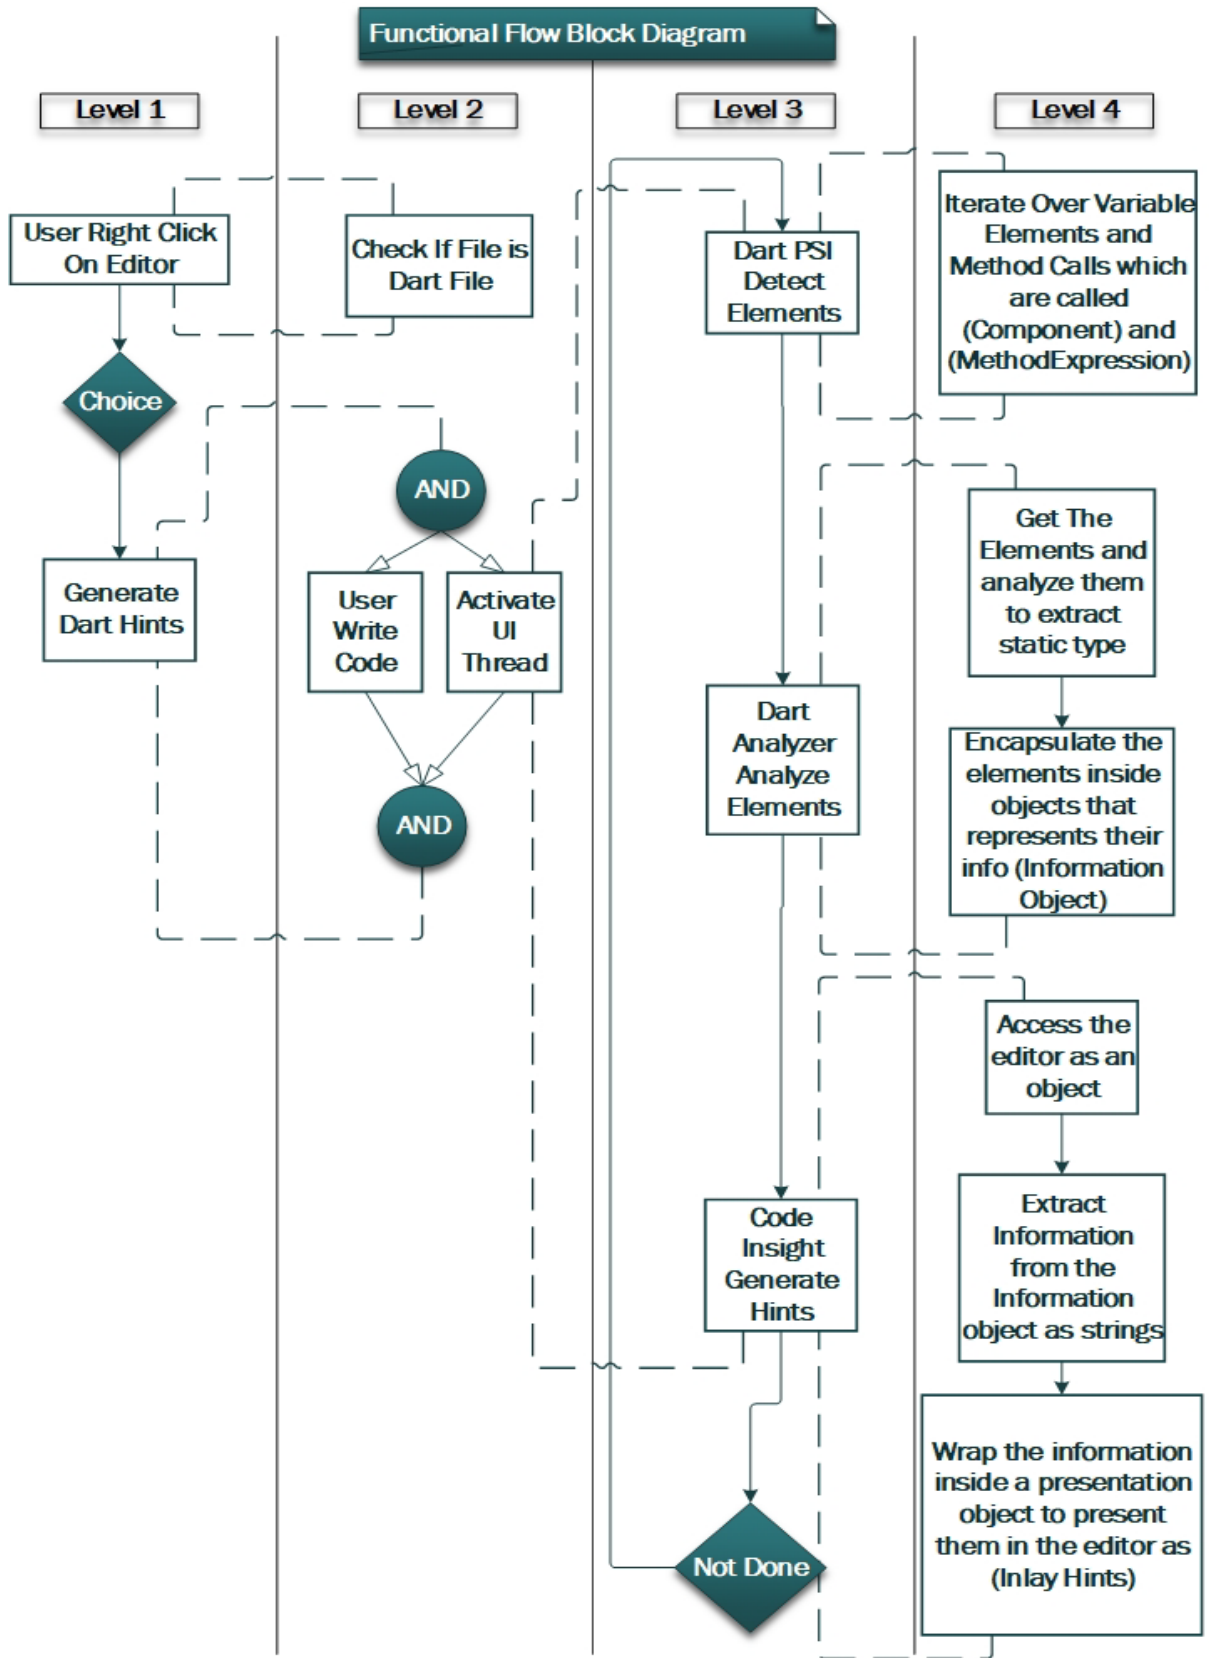 Functional Flow Block Diagram
Level 1
Level 2
Level 3
Level 4
User Right Click
On Editor
Choice
Generate
Dart Hints
Check If File is
Dart File
AND
User
Write
Code
Activate
UI
Thread
AND
Dart PSI
Detect
Elements
Dart
Analyzer
Analyze
Elements
Code
Insight
Generate
Hints
Not Done
Iterate Over Variable
Elements and
Method Calls which
are called
(Component) and
(MethodExpression)
Get The
Elements and
analyze them
to extract
static type
Encapsulate the
elements inside
objects that
represents their
info (Information
Object)
Access the
editor as an
object
Extract
Information
from the
Information
object as strings
Wrap the information
inside a presentation
object to present
them in the editor as
(Inlay Hints)